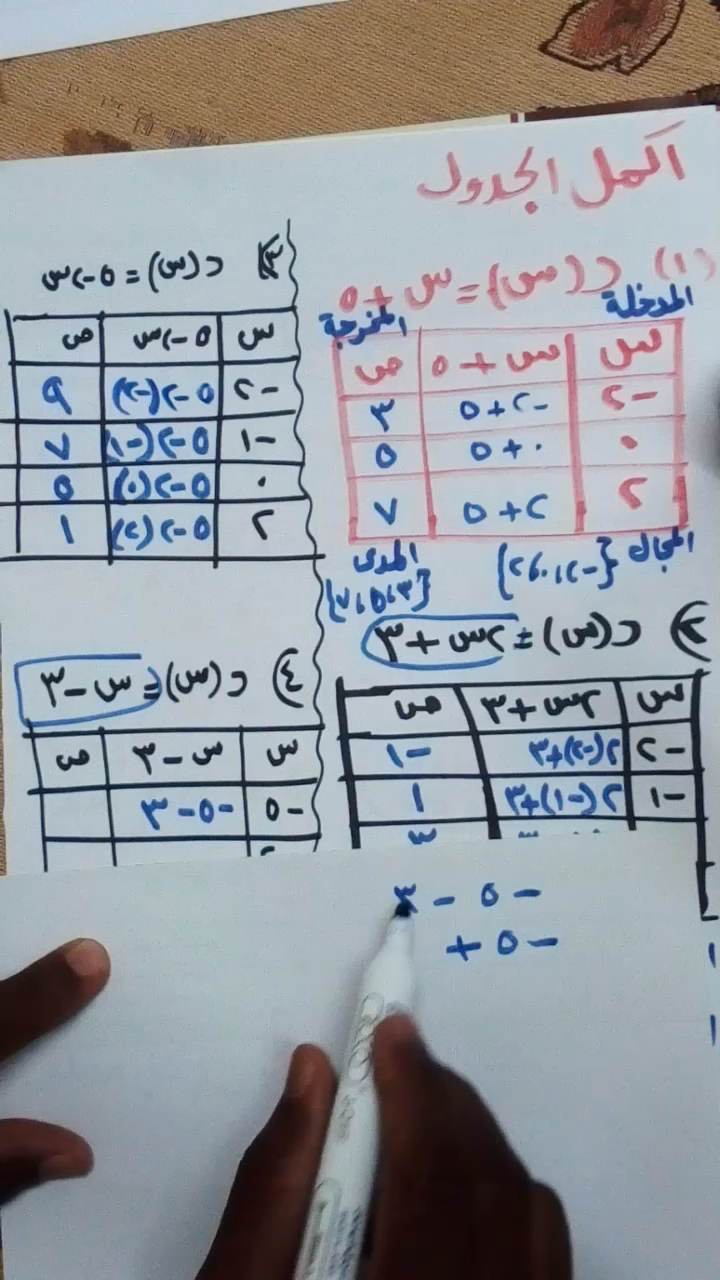 أكمل الجدول
(١) د(س) = س + ٥
المدخلة المخرجة
س | س + ٥ | ص
-٢ | -٢+٥ | ٣
٠ | ٠+٥ | ٥
٢ | ٢+٥ | ٧
المجال {-٢،٠،٢} المدى {٣،٥،٧}
٢) د(س) = ٢س + ٣
س | ٢س + ٣ | ص
-٢ | ٢(-٢)+٣ | -١
-١ | ٢(-١)+٣ | ١
٣
٣) د(س) = ٥-٢س
س | ٥-٢س | ص
-٢ | ٥-٢(-٢) | ٩
-١ | ٥-٢(-١) | ٧
٠ | ٥-٢(٠) | ٥
٢ | ٥-٢(٢) | ١
٤) د(س) = س - ٣
س | س - ٣ | ص
-٥ | -٥-٣
-٥ - ٣
-٥ +